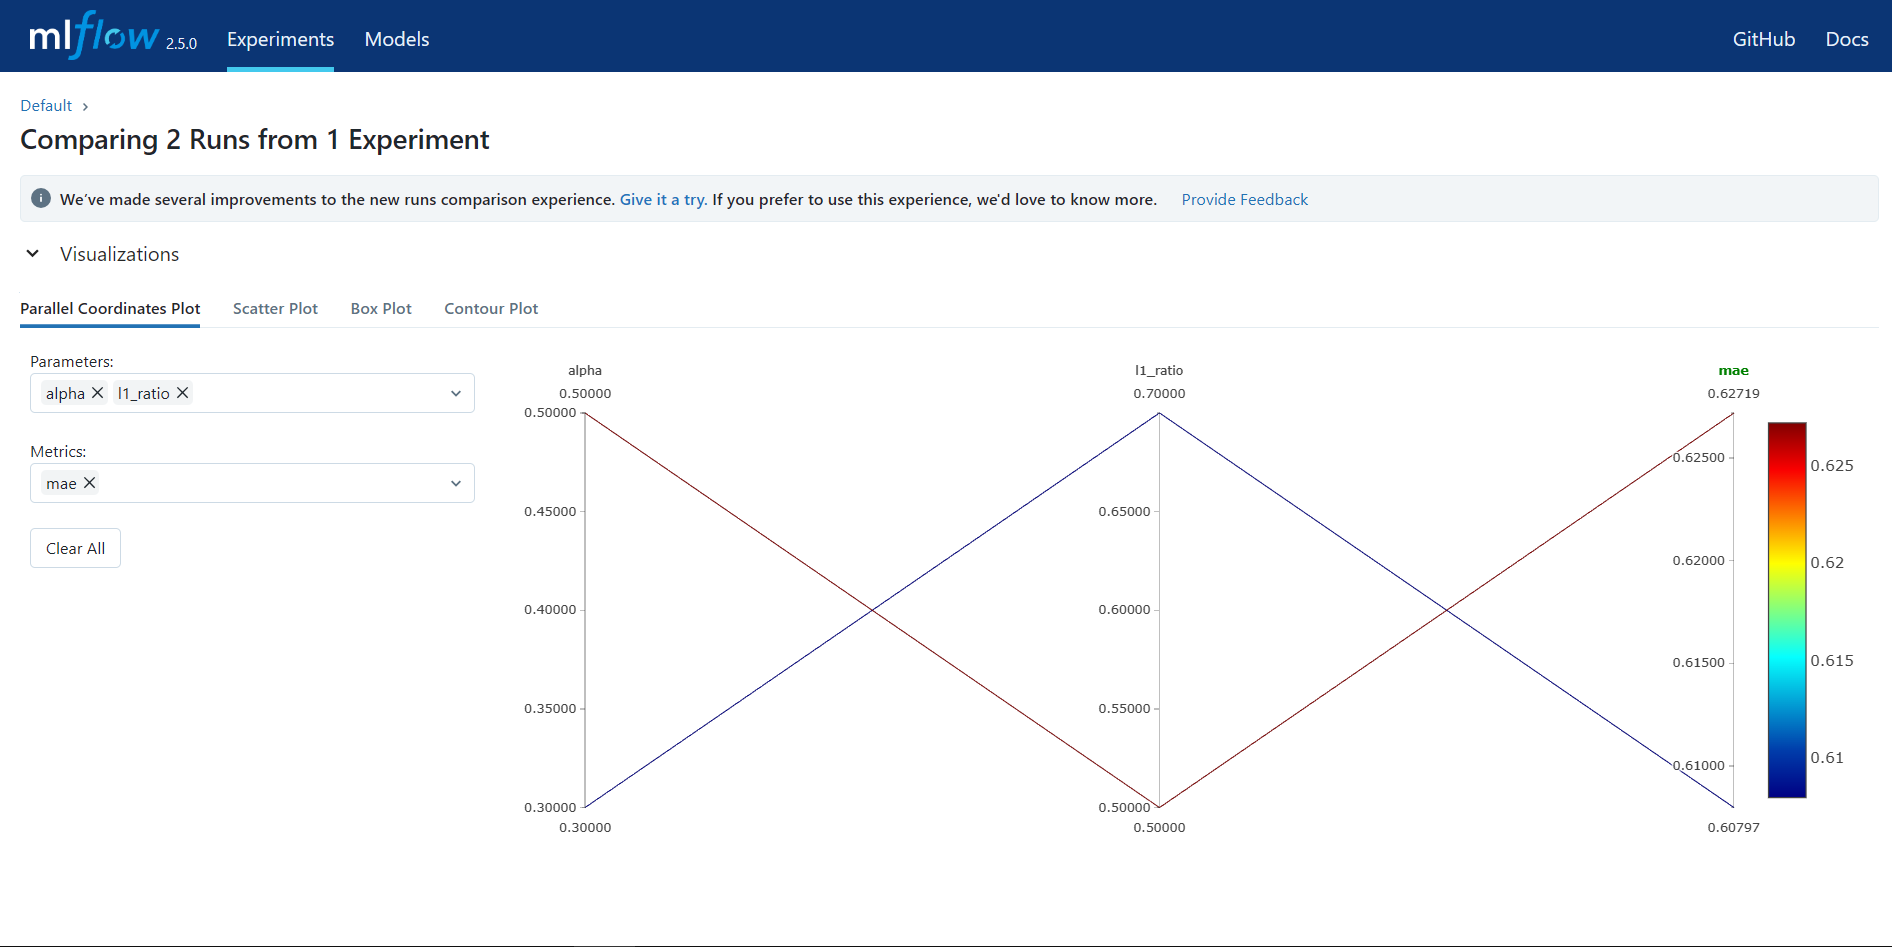 mlflow 2.5.0 Experiments Models GitHub Docs
Default ›
Comparing 2 Runs from 1 Experiment
i We've made several improvements to the new runs comparison experience. Give it a try. If you prefer to use this experience, we'd love to know more. Provide Feedback
Visualizations
Parallel Coordinates Plot Scatter Plot Box Plot Contour Plot
Parameters:
alpha l1_ratio
Metrics:
mae
Clear All
alpha
0.50000
0.50000
0.45000
0.40000
0.35000
0.30000
0.30000
l1_ratio
0.70000
0.65000
0.60000
0.55000
0.50000
0.50000
mae
0.62719
0.62500
0.62000
0.61500
0.61000
0.60797
0.625
0.62
0.615
0.61